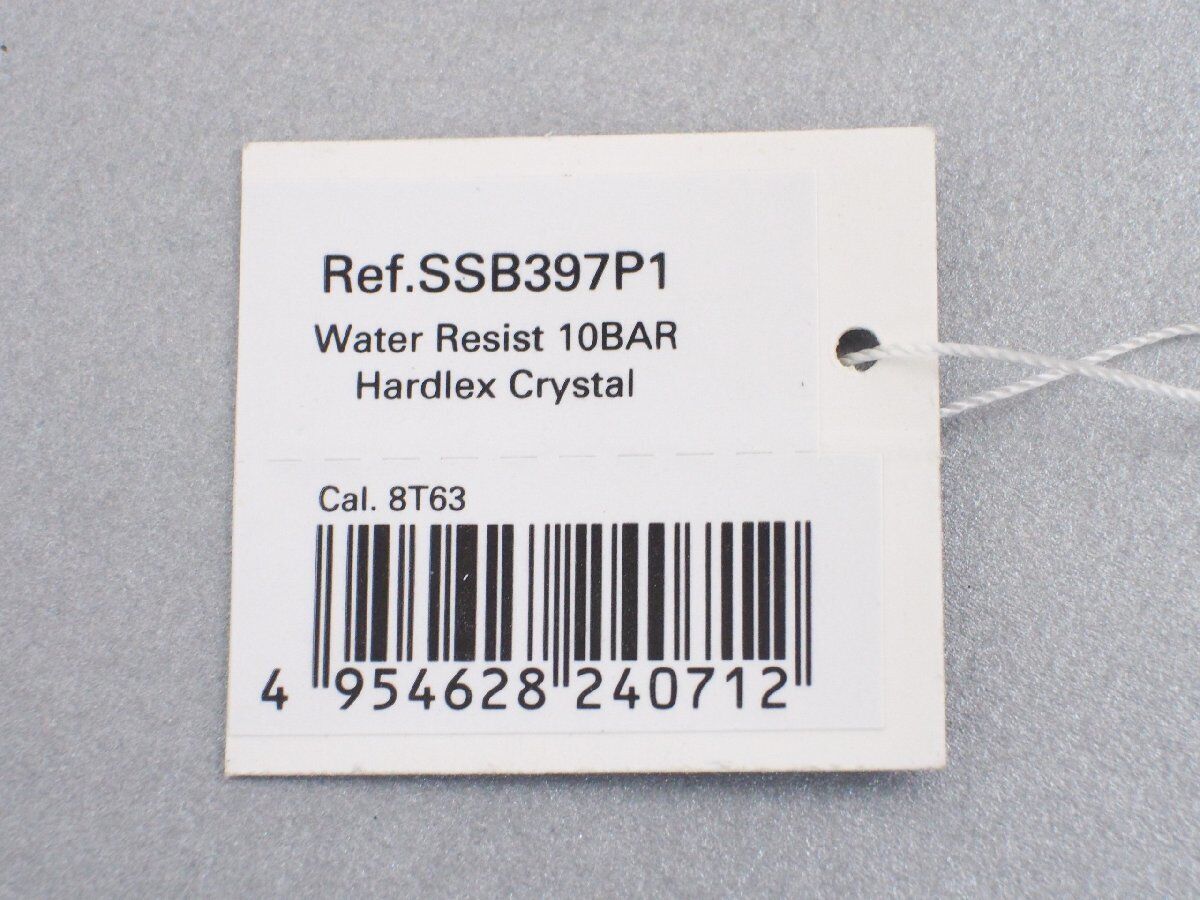 Ref.SSB397P1
Water Resist 10BAR
Hardlex Crystal
Cal. 8T63
4 954628 240712